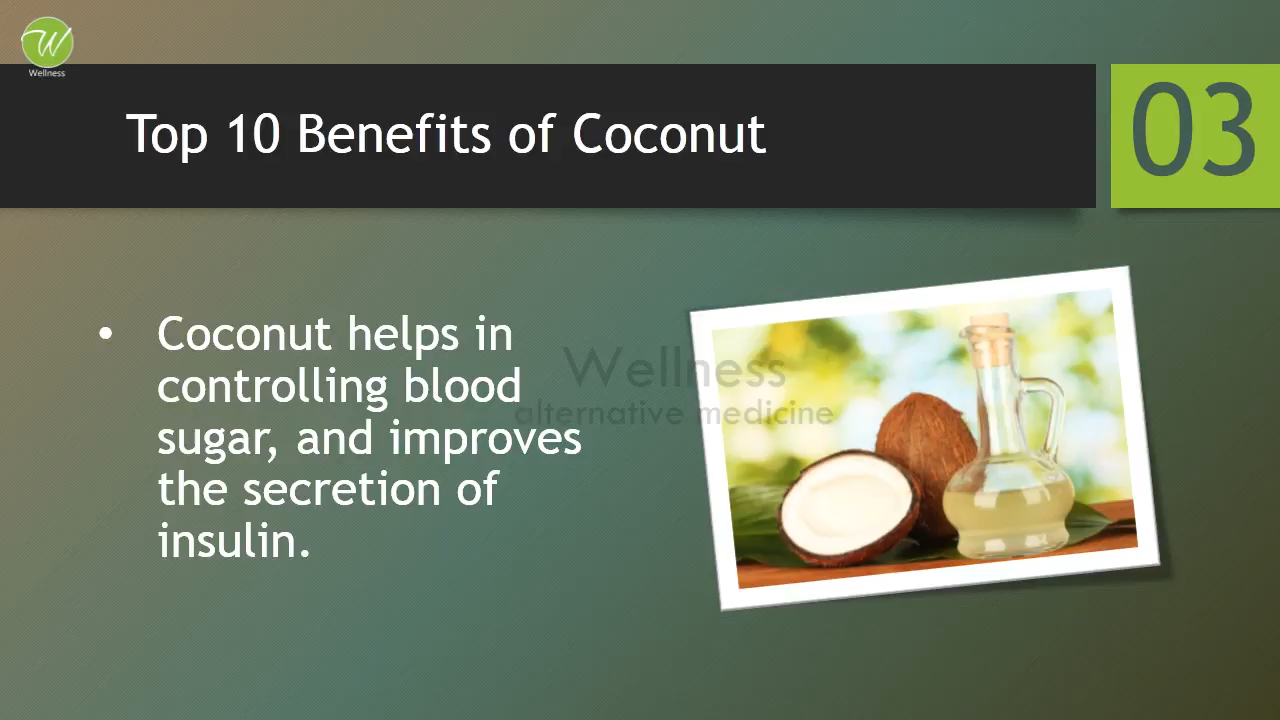 W
Wellness
Top 10 Benefits of Coconut
03
• Coconut helps in
controlling blood
sugar, and improves
the secretion of
insulin.
Wellness
alternative medicine